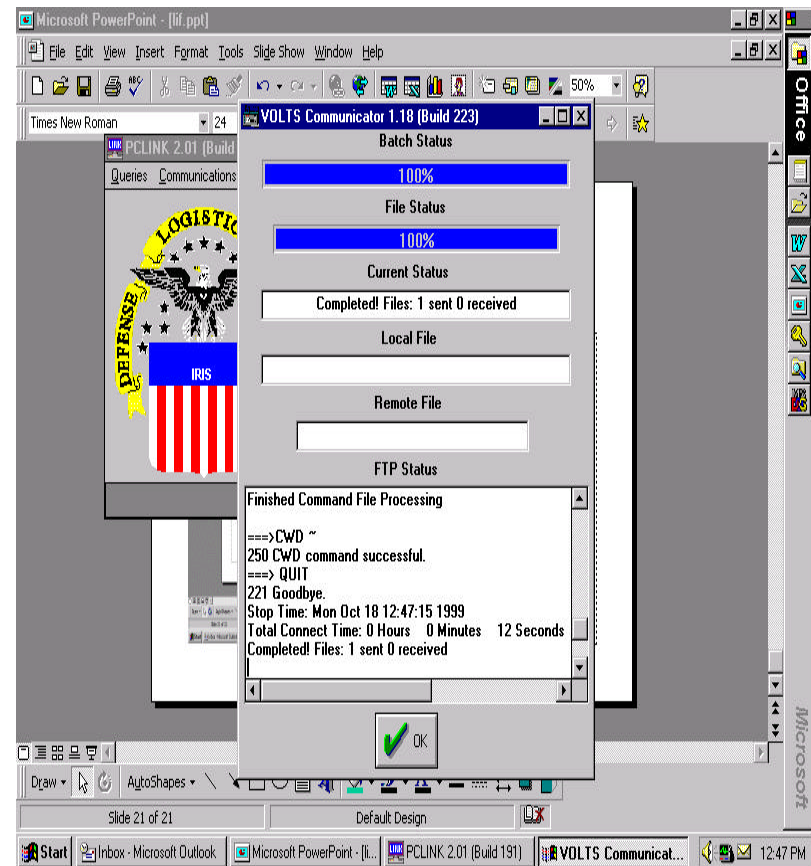 Microsoft PowerPoint - [lif.ppt]
File Edit View Insert Format Tools Slide Show Window Help
50%
Times New Roman 24
Office
VOLTS Communicator 1.18 (Build 223)
PCLINK 2.01 (Build
Queries Communications
DEFENSE LOGISTIC
IRIS
Batch Status
100%
File Status
100%
Current Status
Completed! Files: 1 sent 0 received
Local File
Remote File
FTP Status
Finished Command File Processing
===>CWD ~
250 CWD command successful.
===> QUIT
221 Goodbye.
Stop Time: Mon Oct 18 12:47:15 1999
Total Connect Time: 0 Hours 0 Minutes 12 Seconds
Completed! Files: 1 sent 0 received
OK
Microsoft
Draw AutoShapes
Slide 21 of 21 Default Design
Start Inbox - Microsoft Outlook Microsoft PowerPoint - [li... PCLINK 2.01 (Build 191) VOLTS Communicat... 12:47 PM